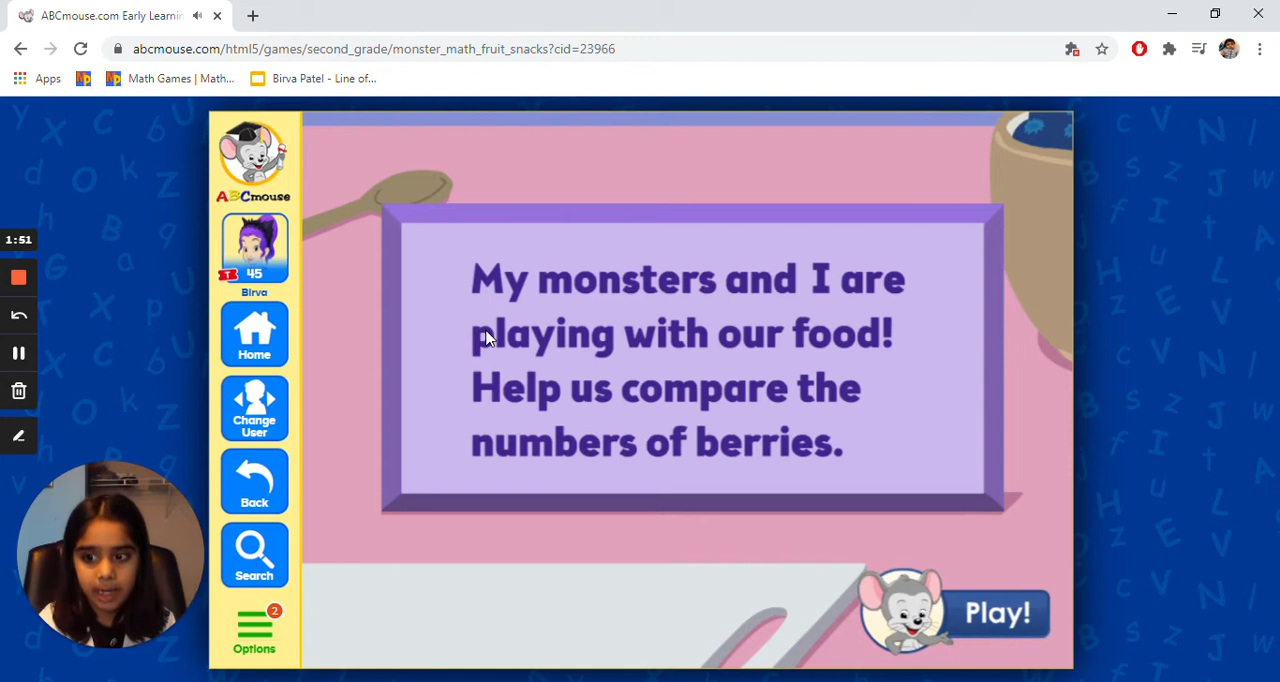 ABCmouse.com Early Learnin
abcmouse.com/html5/games/second_grade/monster_math_fruit_snacks?cid=23966
Apps
Math Games | Math...
Birva Patel - Line of...
1:51
ABCmouse
T 45
Birva
Home
Change
User
Back
Search
2
Options
My monsters and I are
playing with our food!
Help us compare the
numbers of berries.
Play!